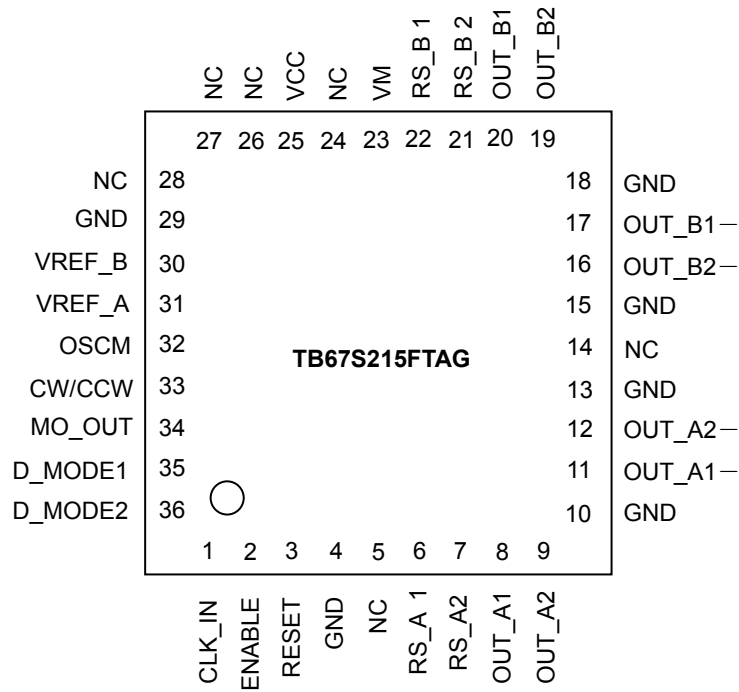 NC
NC
VCC
NC
VM
RS_B 1
RS_B 2
OUT_B1
OUT_B2
27 26 25 24 23 22 21 20 19
NC 28
GND 29
VREF_B 30
VREF_A 31
OSCM 32
CW/CCW 33
MO_OUT 34
D_MODE1 35
D_MODE2 36
TB67S215FTAG
18 GND
17 OUT_B1—
16 OUT_B2—
15 GND
14 NC
13 GND
12 OUT_A2—
11 OUT_A1—
10 GND
1 2 3 4 5 6 7 8 9
CLK_IN
ENABLE
RESET
GND
NC
RS_A 1
RS_A2
OUT_A1
OUT_A2